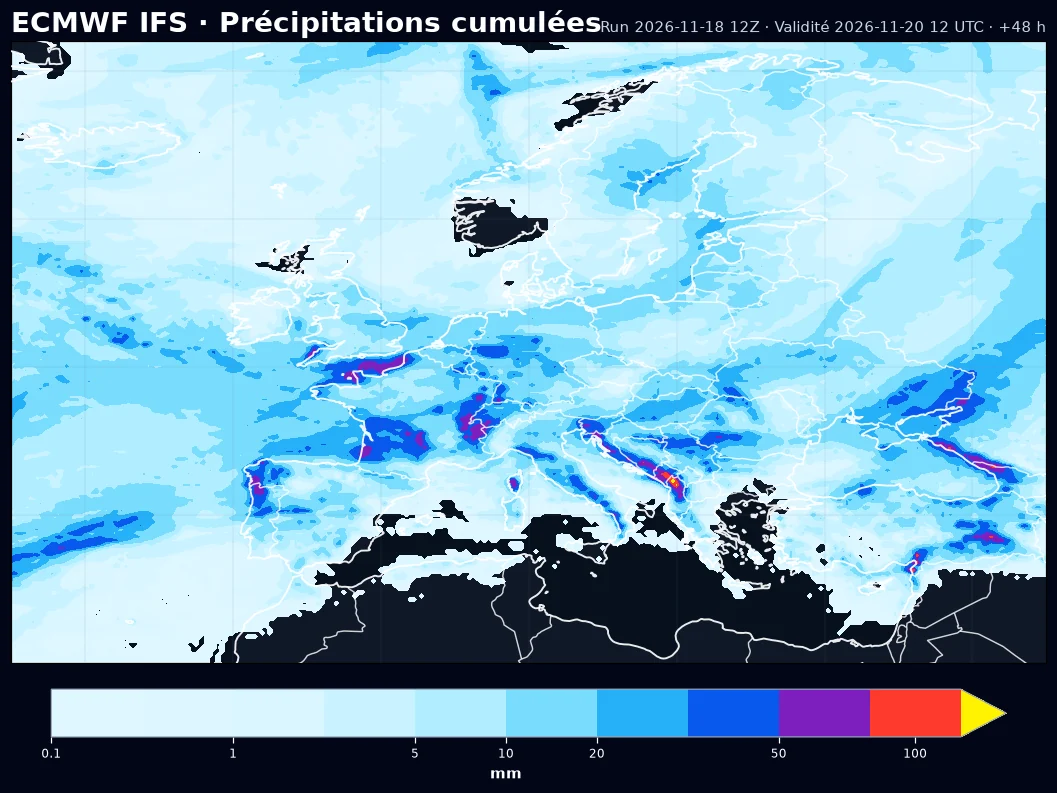 ECMWF IFS · Précipitations cumulées
Run 2026-11-18 12Z · Validité 2026-11-20 12 UTC · +48 h
0.1 1 5 10 20 50 100
mm